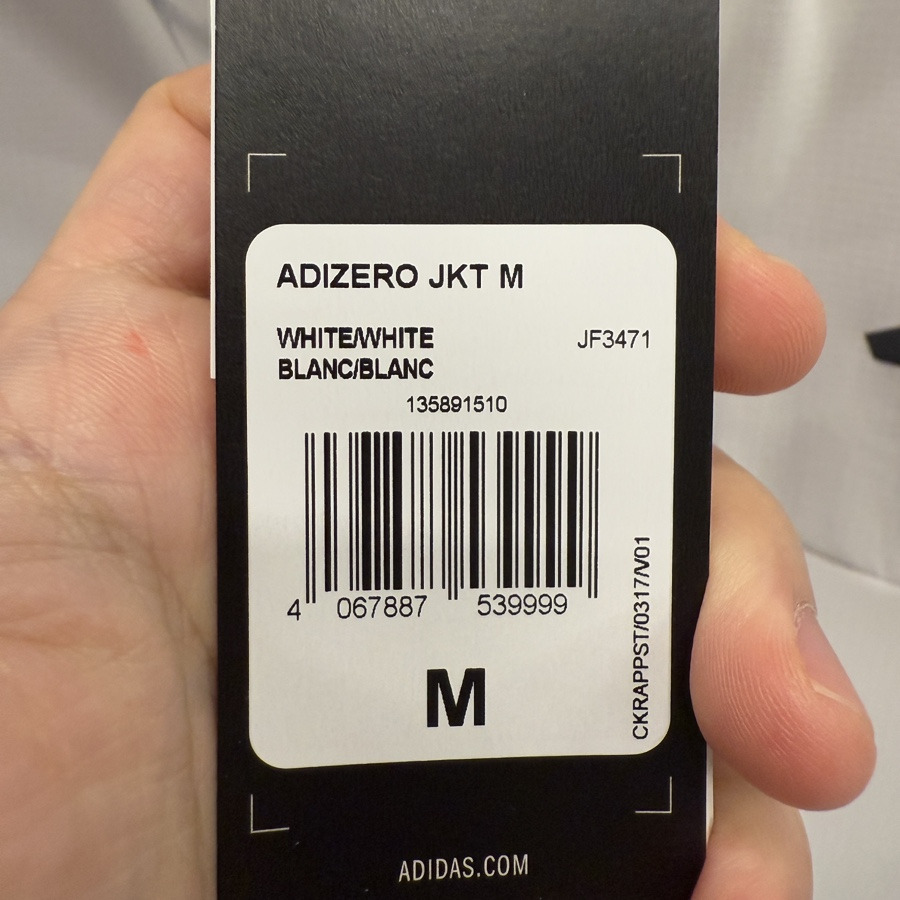 ADIZERO JKT M
WHITE/WHITE
JF3471
BLANC/BLANC
135891510
4 067887 539999
CKRAPPST/0317/V01
M
ADIDAS.COM